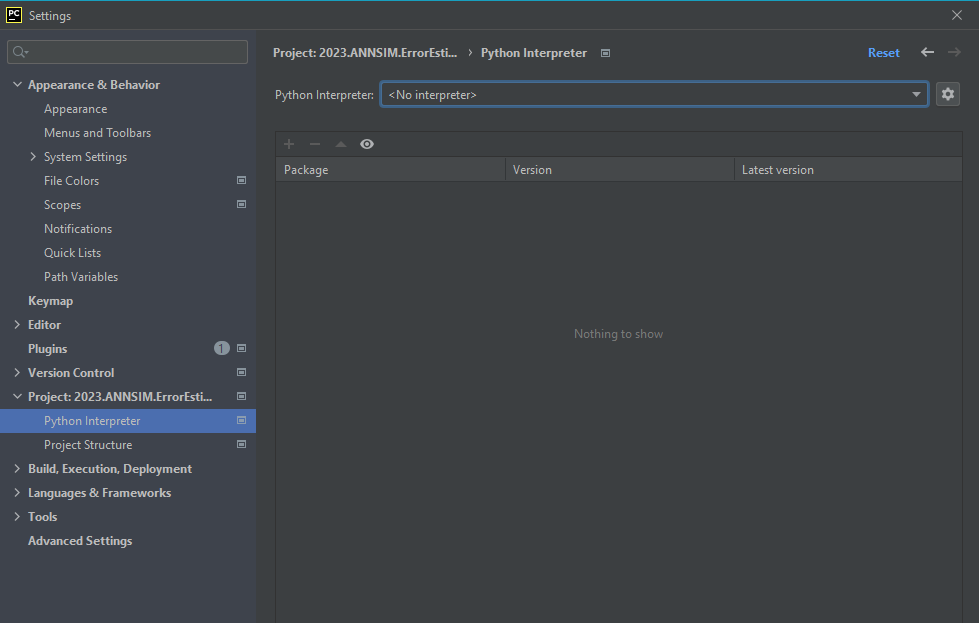 PC Settings
Project: 2023.ANNSIM.ErrorEsti... › Python Interpreter Reset
Python Interpreter: <No interpreter>
Appearance & Behavior
Appearance
Menus and Toolbars
System Settings
File Colors
Scopes
Notifications
Quick Lists
Path Variables
Keymap
Editor
Plugins 1
Version Control
Project: 2023.ANNSIM.ErrorEsti...
Python Interpreter
Project Structure
Build, Execution, Deployment
Languages & Frameworks
Tools
Advanced Settings
Package Version Latest version
Nothing to show